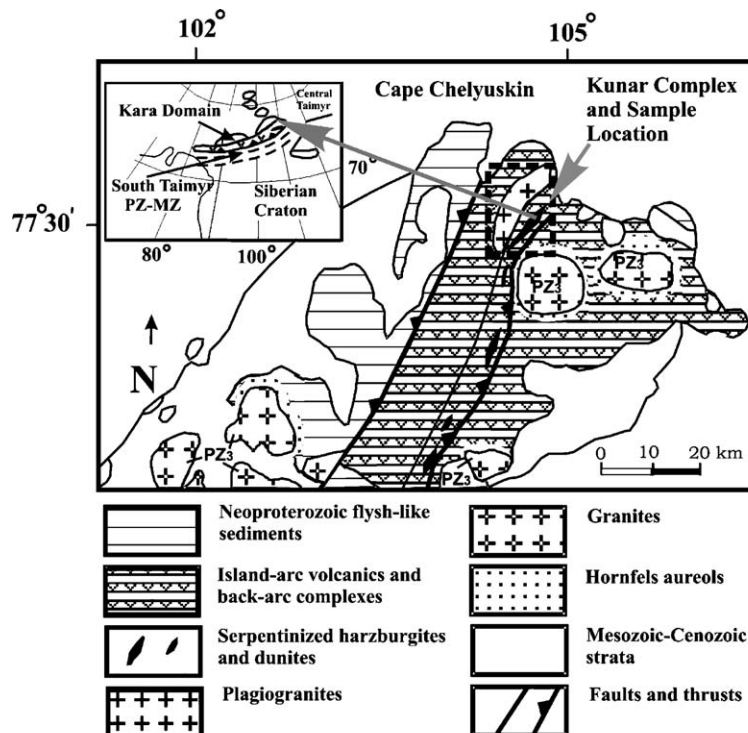 102°
105°
Cape Chelyuskin
Kunar Complex
and Sample
Location
Central
Taimyr
Kara Domain
70°
South Taimyr
PZ-MZ
Siberian
Craton
80°
100°
77°30'
PZ3
PZ3
N
PZ3
PZ3
0 10 20 km
Neoproterozoic flysh-like
sediments
Island-arc volcanics and
back-arc complexes
Serpentinized harzburgites
and dunites
Plagiogranites
Granites
Hornfels aureols
Mesozoic-Cenozoic
strata
Faults and thrusts